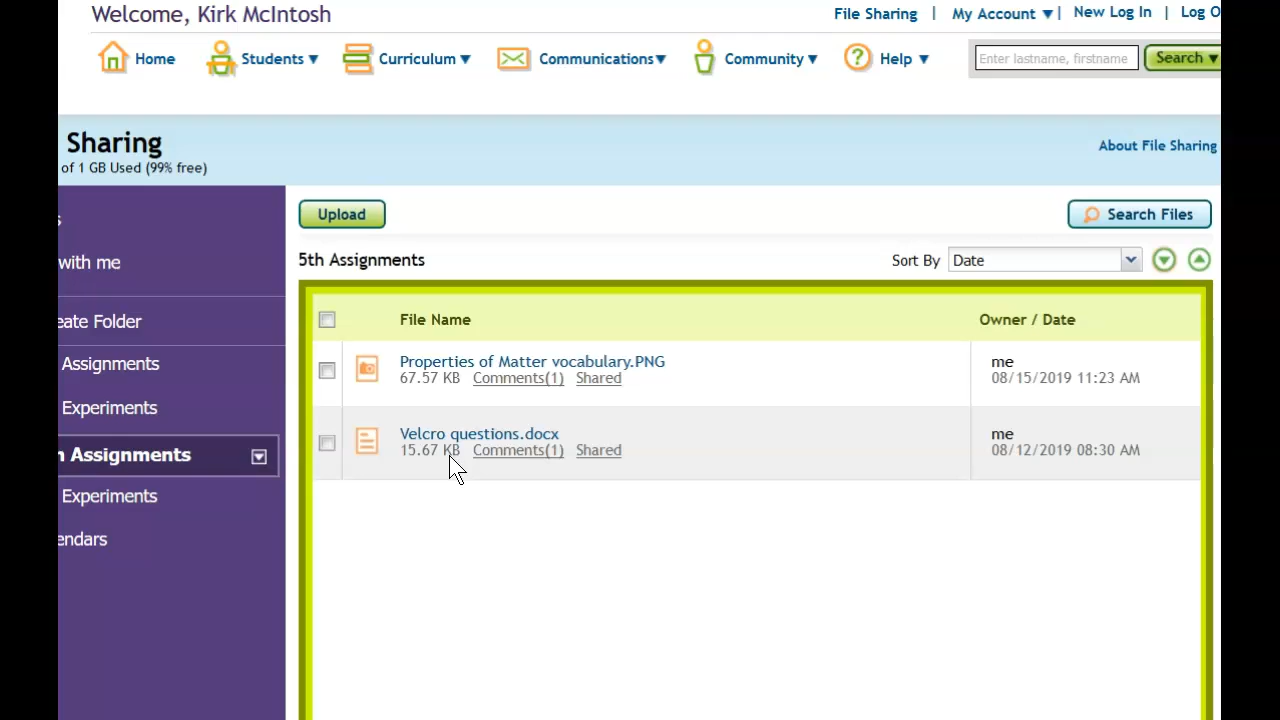 Welcome, Kirk McIntosh
File Sharing | My Account ▼ | New Log In | Log O
Home Students ▼ Curriculum ▼ Communications ▼ Community ▼ Help ▼ Enter lastname, firstname Search ▼
Sharing
of 1 GB Used (99% free)
About File Sharing
s
with me
eate Folder
Assignments
Experiments
h Assignments
Experiments
endars
Upload Search Files
5th Assignments Sort By Date
File Name Owner / Date
Properties of Matter vocabulary.PNG me
67.57 KB Comments(1) Shared 08/15/2019 11:23 AM
Velcro questions.docx me
15.67 KB Comments(1) Shared 08/12/2019 08:30 AM